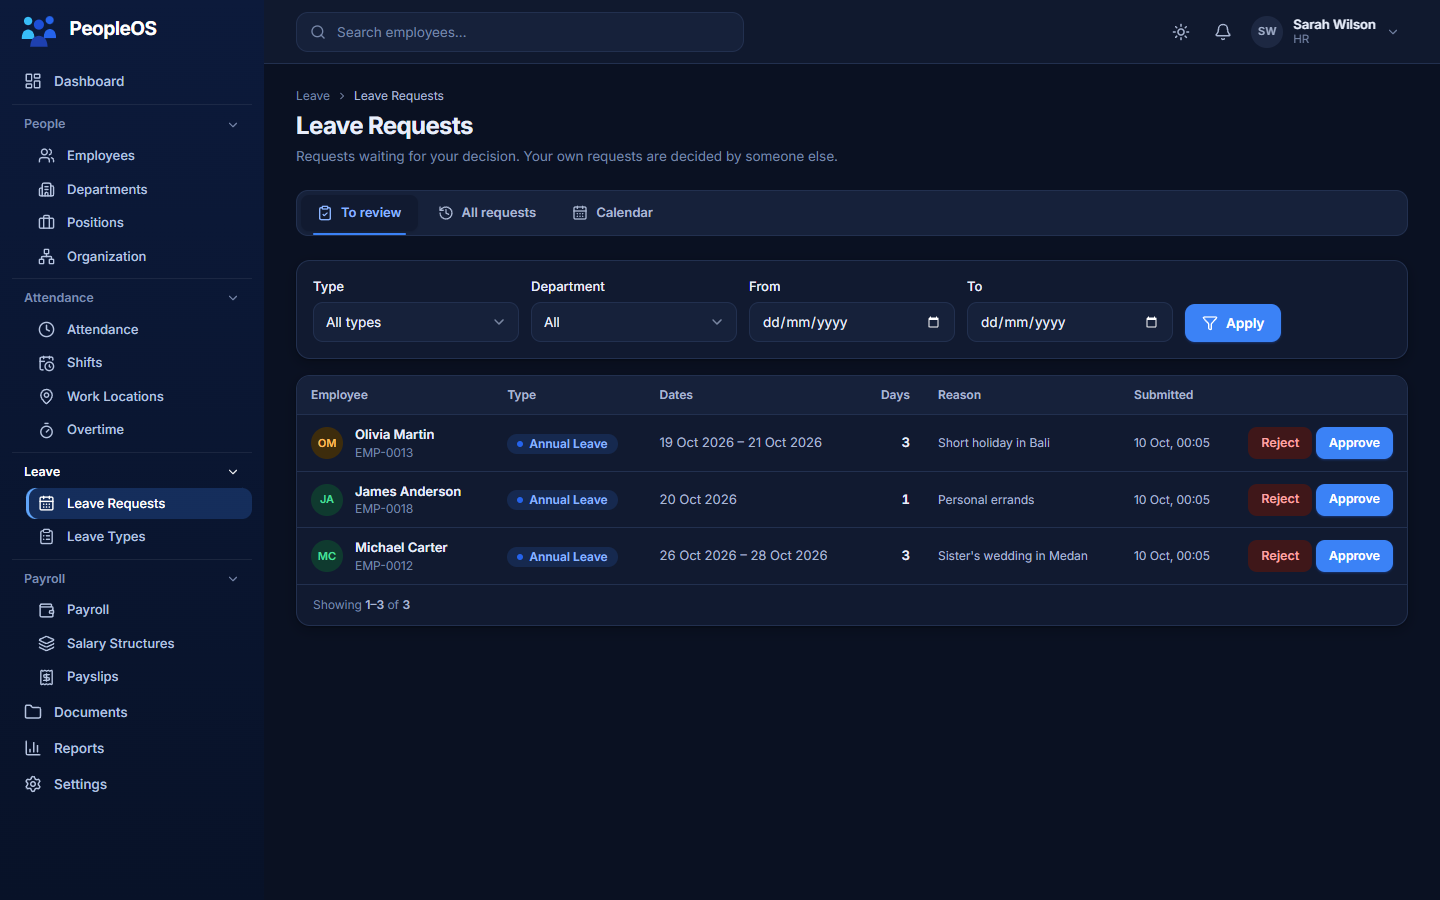 PeopleOS
Search employees...
SW
Sarah Wilson
HR
Dashboard
People
Employees
Departments
Positions
Organization
Attendance
Attendance
Shifts
Work Locations
Overtime
Leave
Leave Requests
Leave Types
Payroll
Payroll
Salary Structures
Payslips
Documents
Reports
Settings
Leave > Leave Requests
Leave Requests
Requests waiting for your decision. Your own requests are decided by someone else.
To review All requests Calendar
Type Department From To
All types All dd/mm/yyyy dd/mm/yyyy Apply
Employee Type Dates Days Reason Submitted
OM Olivia Martin Annual Leave 19 Oct 2026 – 21 Oct 2026 3 Short holiday in Bali 10 Oct, 00:05 Reject Approve
EMP-0013
JA James Anderson Annual Leave 20 Oct 2026 1 Personal errands 10 Oct, 00:05 Reject Approve
EMP-0018
MC Michael Carter Annual Leave 26 Oct 2026 – 28 Oct 2026 3 Sister's wedding in Medan 10 Oct, 00:05 Reject Approve
EMP-0012
Showing 1–3 of 3